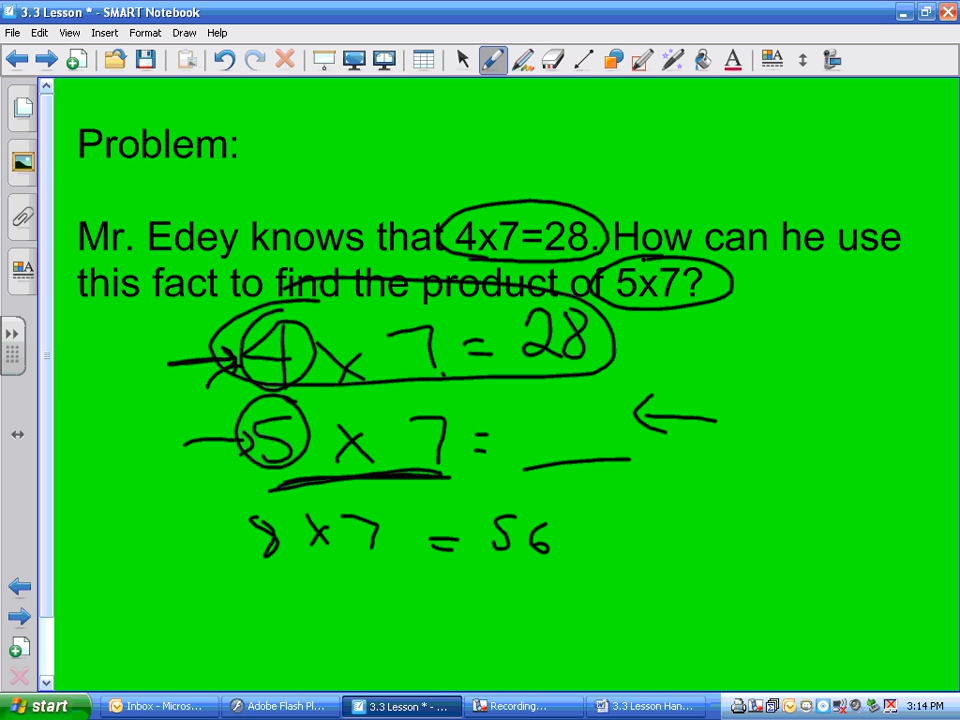 3.3 Lesson * - SMART Notebook
File Edit View Insert Format Draw Help
Problem:
Mr. Edey knows that 4x7=28. How can he use
this fact to find the product of 5x7?
4 x 7 = 28
5 x 7 = __
8 x 7 = 56
start Inbox - Micros... Adobe Flash Pl... 3.3 Lesson * - ... Recording... 3.3 Lesson Han... 3:14 PM